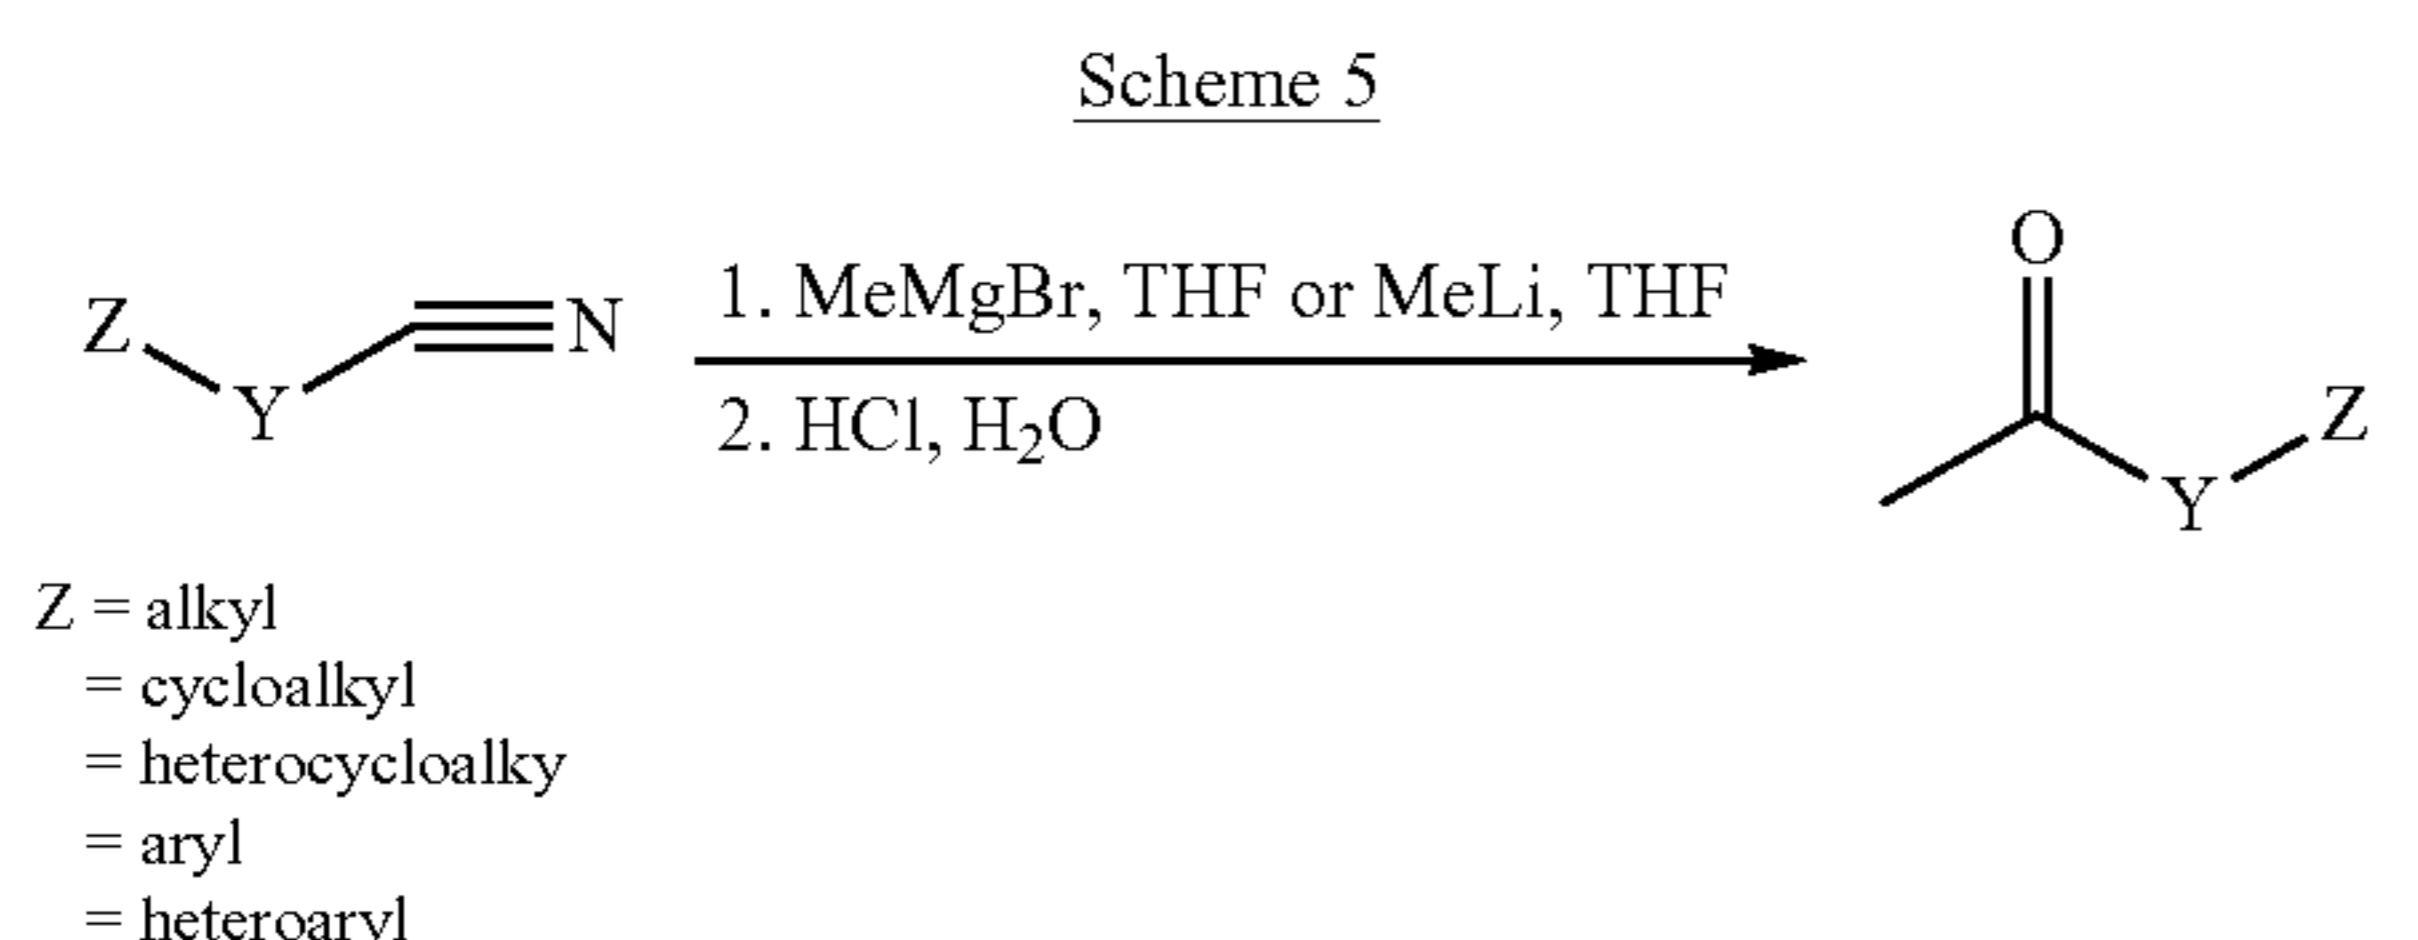 Scheme 5
Z
Y
N
1. MeMgBr, THF or MeLi, THF
2. HCl, H₂O
O
Y
Z
Z = alkyl
= cycloalkyl
= heterocycloalky
= aryl
= heteroaryl